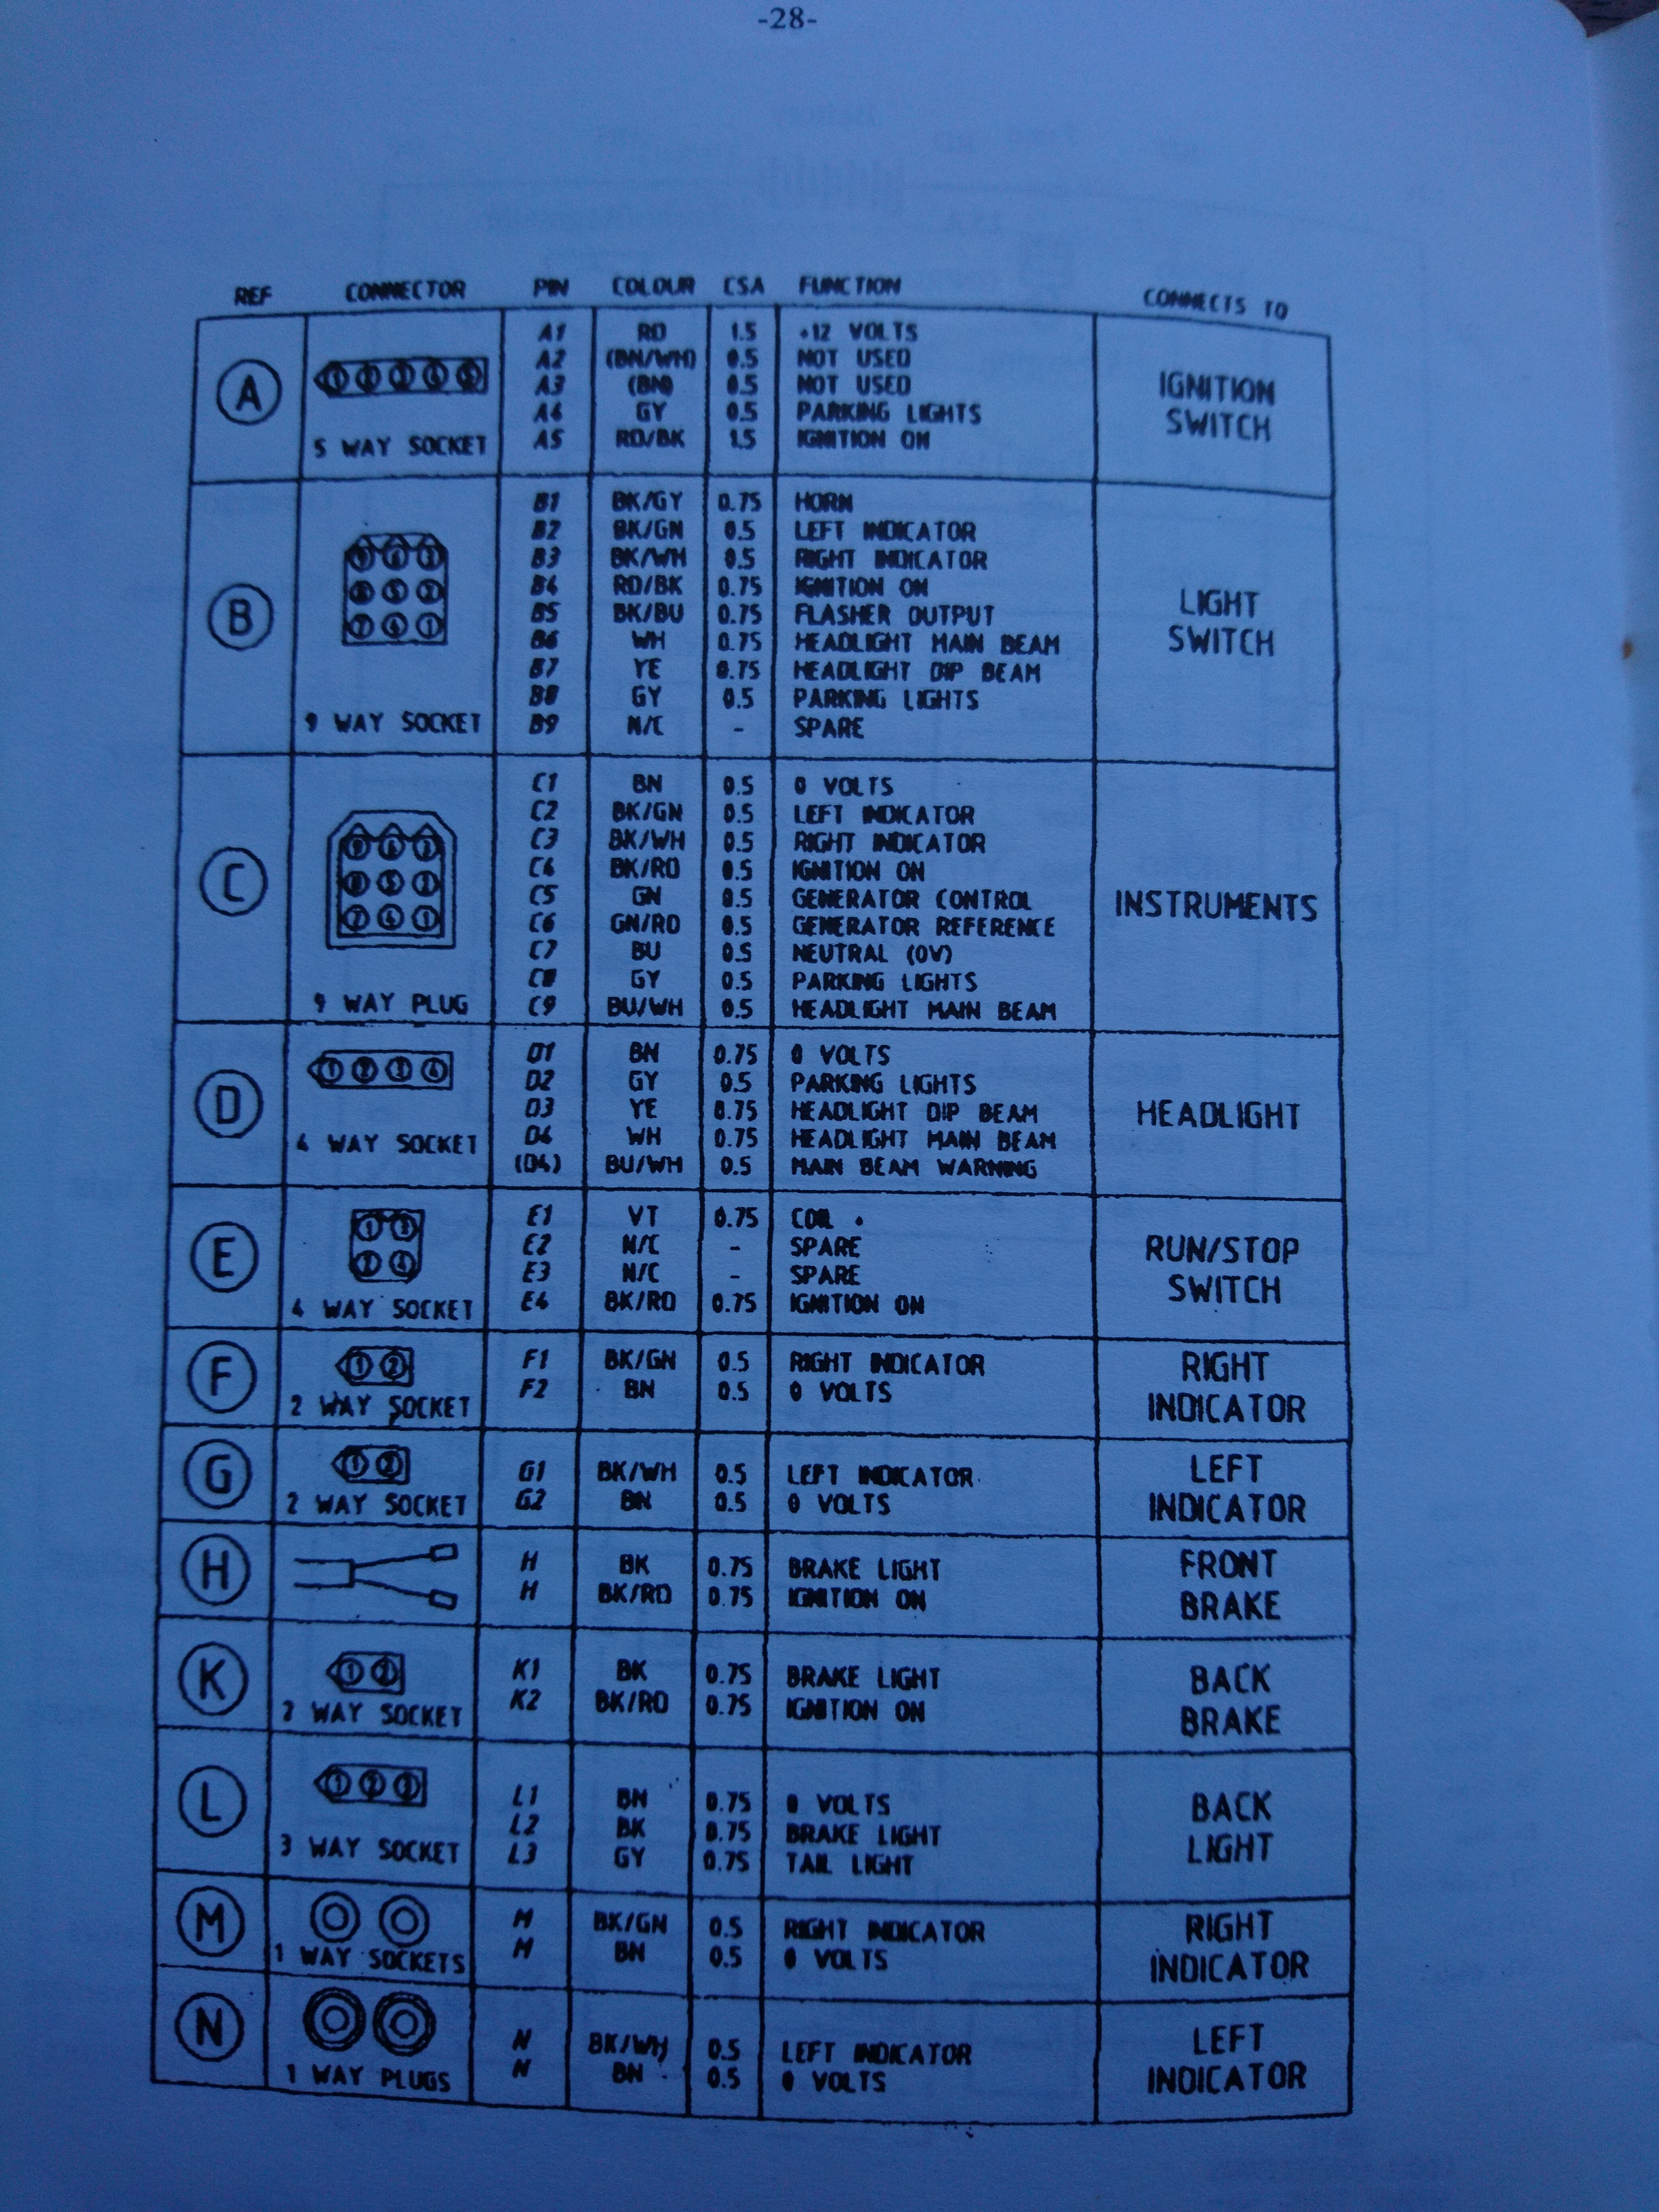 -28-
REF CONNECTOR PIN COLOUR CSA FUNCTION CONNECTS TO
A 5 WAY SOCKET IGNITION SWITCH
A1 RD 1.5 +12 VOLTS
A2 (BN/WH) 0.5 NOT USED
A3 (BN) 0.5 NOT USED
A4 GY 0.5 PARKING LIGHTS
A5 RD/BK 1.5 IGNITION ON
B 9 WAY SOCKET LIGHT SWITCH
B1 BK/GY 0.75 HORN
B2 BK/GN 0.5 LEFT INDICATOR
B3 BK/WH 0.5 RIGHT INDICATOR
B4 RD/BK 0.75 IGNITION ON
B5 BK/BU 0.75 FLASHER OUTPUT
B6 WH 0.75 HEADLIGHT MAIN BEAM
B7 YE 0.75 HEADLIGHT DIP BEAM
B8 GY 0.5 PARKING LIGHTS
B9 N/C - SPARE
C 9 WAY PLUG INSTRUMENTS
C1 BN 0.5 0 VOLTS
C2 BK/GN 0.5 LEFT INDICATOR
C3 BK/WH 0.5 RIGHT INDICATOR
C4 BK/RD 0.5 IGNITION ON
C5 GN 0.5 GENERATOR CONTROL
C6 GN/RD 0.5 GENERATOR REFERENCE
C7 BU 0.5 NEUTRAL (0V)
C8 GY 0.5 PARKING LIGHTS
C9 BU/WH 0.5 HEADLIGHT MAIN BEAM
D 4 WAY SOCKET HEADLIGHT
D1 BN 0.75 0 VOLTS
D2 GY 0.5 PARKING LIGHTS
D3 YE 0.75 HEADLIGHT DIP BEAM
D4 WH 0.75 HEADLIGHT MAIN BEAM
(D4) BU/WH 0.5 MAIN BEAM WARNING
E 4 WAY SOCKET RUN/STOP SWITCH
E1 VT 0.75 COIL +
E2 N/C - SPARE
E3 N/C - SPARE
E4 BK/RD 0.75 IGNITION ON
F 2 WAY SOCKET RIGHT INDICATOR
F1 BK/GN 0.5 RIGHT INDICATOR
F2 BN 0.5 0 VOLTS
G 2 WAY SOCKET LEFT INDICATOR
G1 BK/WH 0.5 LEFT INDICATOR
G2 BN 0.5 0 VOLTS
H FRONT BRAKE
H BK 0.75 BRAKE LIGHT
H BK/RD 0.75 IGNITION ON
K 2 WAY SOCKET BACK BRAKE
K1 BK 0.75 BRAKE LIGHT
K2 BK/RD 0.75 IGNITION ON
L 3 WAY SOCKET BACK LIGHT
L1 BN 0.75 0 VOLTS
L2 BK 0.75 BRAKE LIGHT
L3 GY 0.75 TAIL LIGHT
M 1 WAY SOCKETS RIGHT INDICATOR
M BK/GN 0.5 RIGHT INDICATOR
M BN 0.5 0 VOLTS
N 1 WAY PLUGS LEFT INDICATOR
N BK/WH 0.5 LEFT INDICATOR
N BN 0.5 0 VOLTS